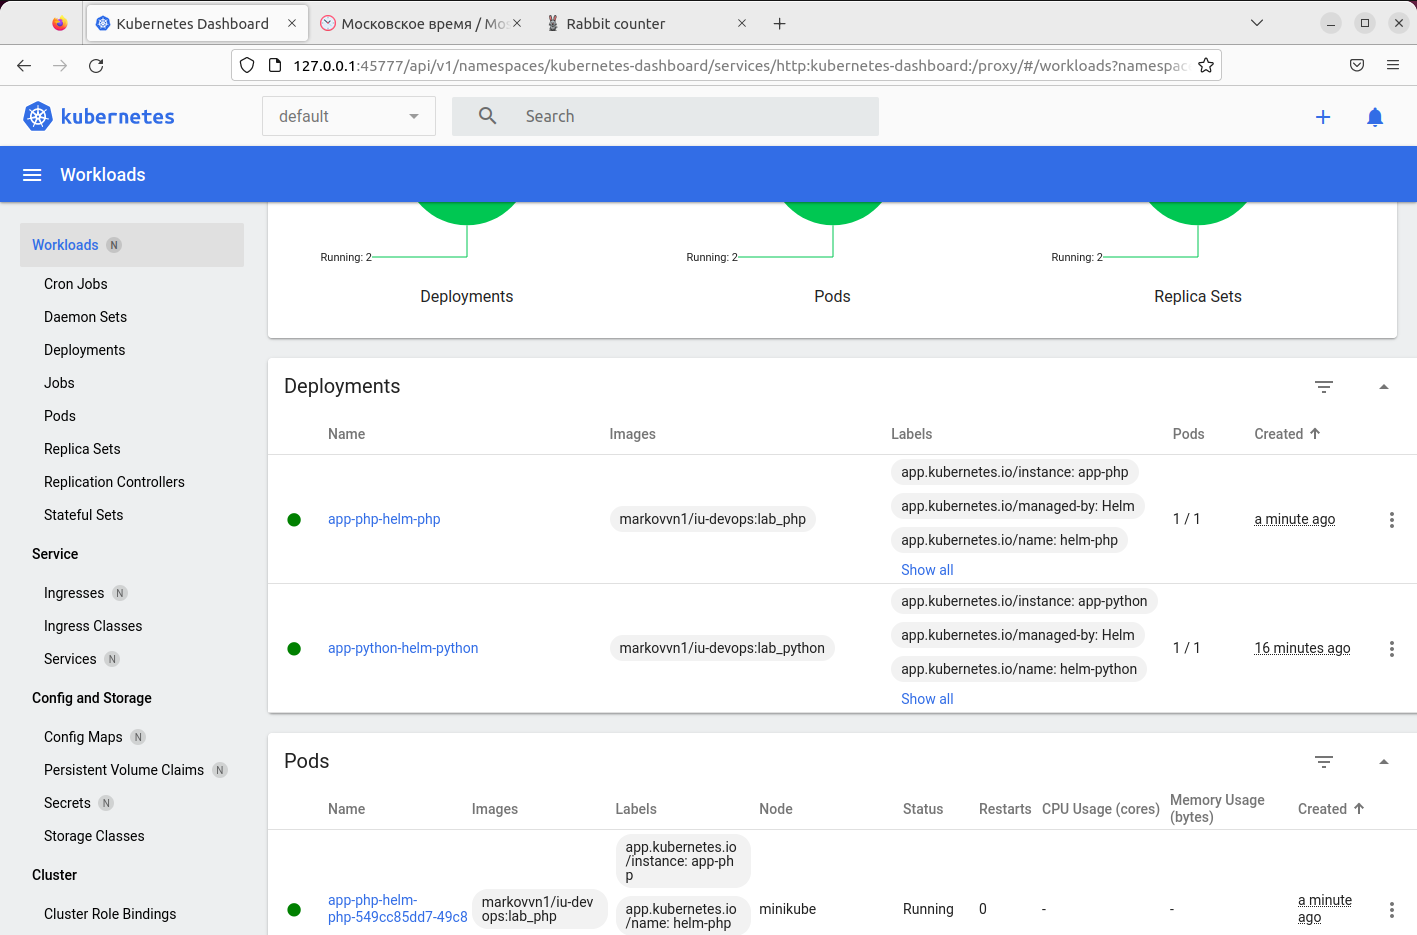 Kubernetes Dashboard
Московское время / Mos
Rabbit counter
127.0.0.1:45777/api/v1/namespaces/kubernetes-dashboard/services/http:kubernetes-dashboard:/proxy/#/workloads?namespac
kubernetes
default
Search
Workloads
Workloads N
Cron Jobs
Daemon Sets
Deployments
Jobs
Pods
Replica Sets
Replication Controllers
Stateful Sets
Service
Ingresses N
Ingress Classes
Services N
Config and Storage
Config Maps N
Persistent Volume Claims N
Secrets N
Storage Classes
Cluster
Cluster Role Bindings
Running: 2
Running: 2
Running: 2
Deployments
Pods
Replica Sets
Deployments
Name Images Labels Pods Created
app-php-helm-php
markovvn1/iu-devops:lab_php
app.kubernetes.io/instance: app-php
app.kubernetes.io/managed-by: Helm
app.kubernetes.io/name: helm-php
Show all
1 / 1
a minute ago
app-python-helm-python
markovvn1/iu-devops:lab_python
app.kubernetes.io/instance: app-python
app.kubernetes.io/managed-by: Helm
app.kubernetes.io/name: helm-python
Show all
1 / 1
16 minutes ago
Pods
Name Images Labels Node Status Restarts CPU Usage (cores) Memory Usage
(bytes) Created
app-php-helm-
php-549cc85dd7-49c8
markovvn1/iu-dev
ops:lab_php
app.kubernetes.io
/instance: app-ph
p
app.kubernetes.io
/name: helm-php
minikube
Running
0
-
-
a minute
ago